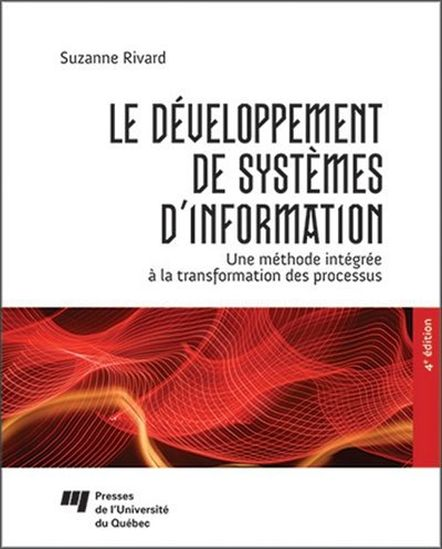 Suzanne Rivard
LE DÉVELOPPEMENT
DE SYSTÈMES
D'INFORMATION
Une méthode intégrée
à la transformation des processus
4e édition
Presses
de l'Université
du Québec